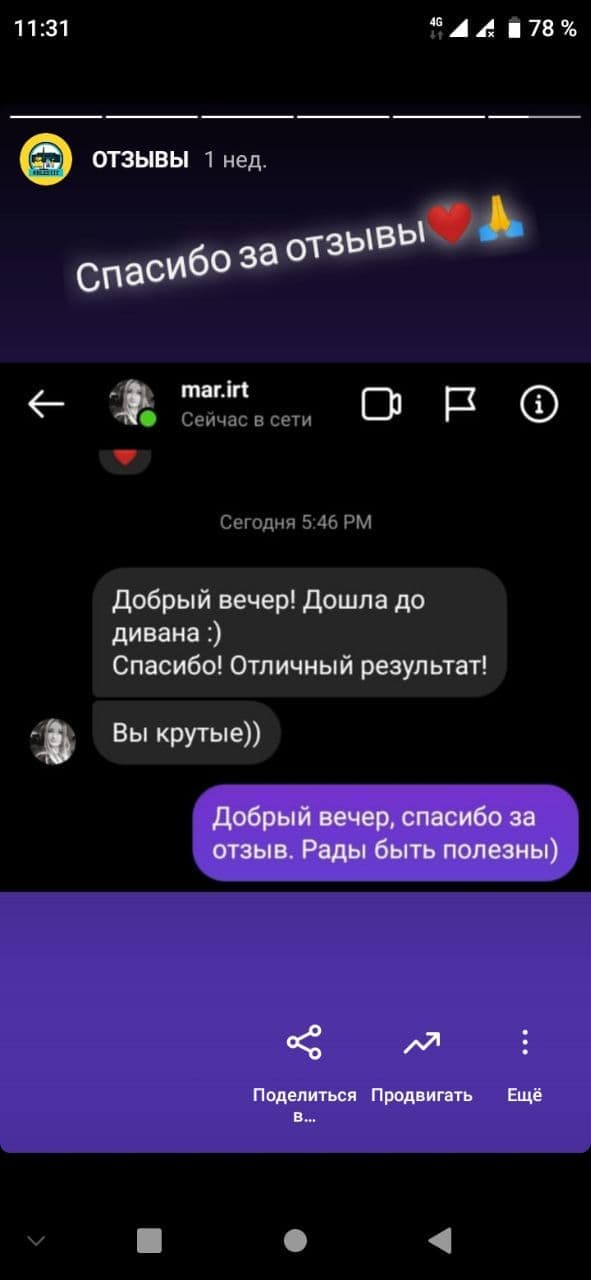 11:31
4G
78 %
ОТЗЫВЫ 1 нед.
Спасибо за отзывы
mar.irt
Сейчас в сети
Сегодня 5:46 PM
Добрый вечер! Дошла до
дивана :)
Спасибо! Отличный результат!
Вы крутые))
Добрый вечер, спасибо за
отзыв. Рады быть полезны)
Поделиться
в...
Продвигать
Ещё